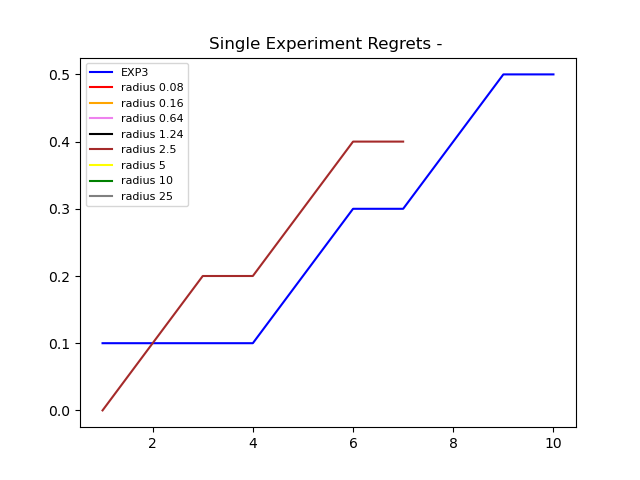 Single Experiment Regrets -
EXP3
radius 0.08
radius 0.16
radius 0.64
radius 1.24
radius 2.5
radius 5
radius 10
radius 25
0.5
0.4
0.3
0.2
0.1
0.0
2 4 6 8 10